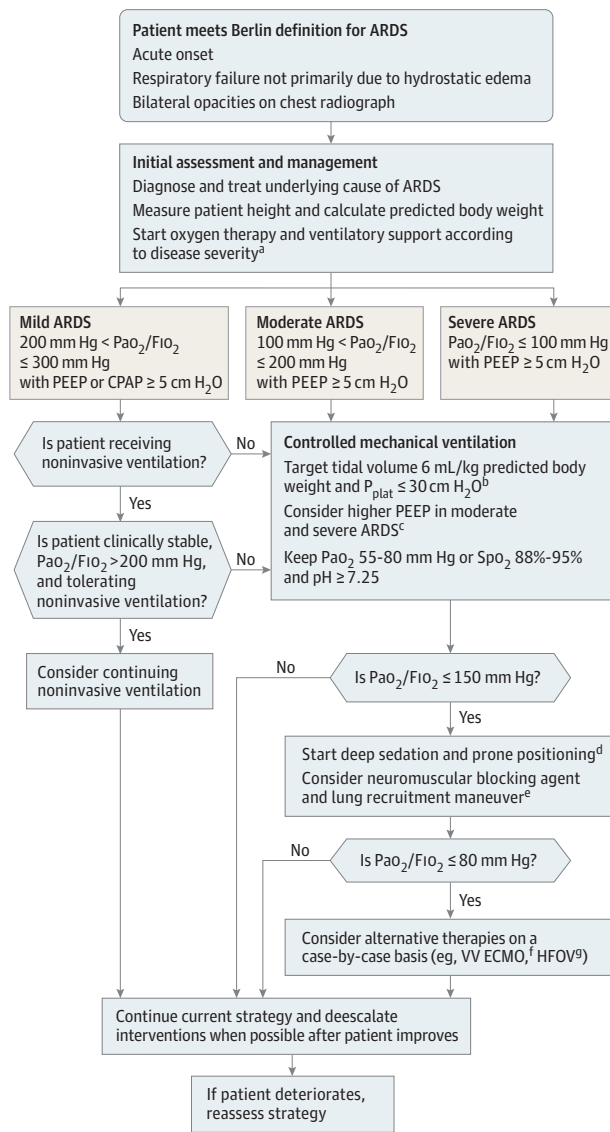 Patient meets Berlin definition for ARDS
Acute onset
Respiratory failure not primarily due to hydrostatic edema
Bilateral opacities on chest radiograph
Initial assessment and management
Diagnose and treat underlying cause of ARDS
Measure patient height and calculate predicted body weight
Start oxygen therapy and ventilatory support according
to disease severityᵃ
Mild ARDS
200 mm Hg < PaO₂/FIO₂
≤ 300 mm Hg
with PEEP or CPAP ≥ 5 cm H₂O
Moderate ARDS
100 mm Hg < PaO₂/FIO₂
≤ 200 mm Hg
with PEEP ≥ 5 cm H₂O
Severe ARDS
PaO₂/FIO₂ ≤ 100 mm Hg
with PEEP ≥ 5 cm H₂O
Is patient receiving
noninvasive ventilation?
No
Yes
Is patient clinically stable,
PaO₂/FIO₂ >200 mm Hg,
and tolerating
noninvasive ventilation?
No
Yes
Consider continuing
noninvasive ventilation
Controlled mechanical ventilation
Target tidal volume 6 mL/kg predicted body
weight and Pplat ≤ 30 cm H₂Oᵇ
Consider higher PEEP in moderate
and severe ARDSᶜ
Keep PaO₂ 55-80 mm Hg or SpO₂ 88%-95%
and pH ≥ 7.25
No
Is PaO₂/FIO₂ ≤ 150 mm Hg?
Yes
Start deep sedation and prone positioningᵈ
Consider neuromuscular blocking agent
and lung recruitment maneuverᵉ
No
Is PaO₂/FIO₂ ≤ 80 mm Hg?
Yes
Consider alternative therapies on a
case-by-case basis (eg, VV ECMO,ᶠ HFOVᵍ)
Continue current strategy and deescalate
interventions when possible after patient improves
If patient deteriorates,
reassess strategy